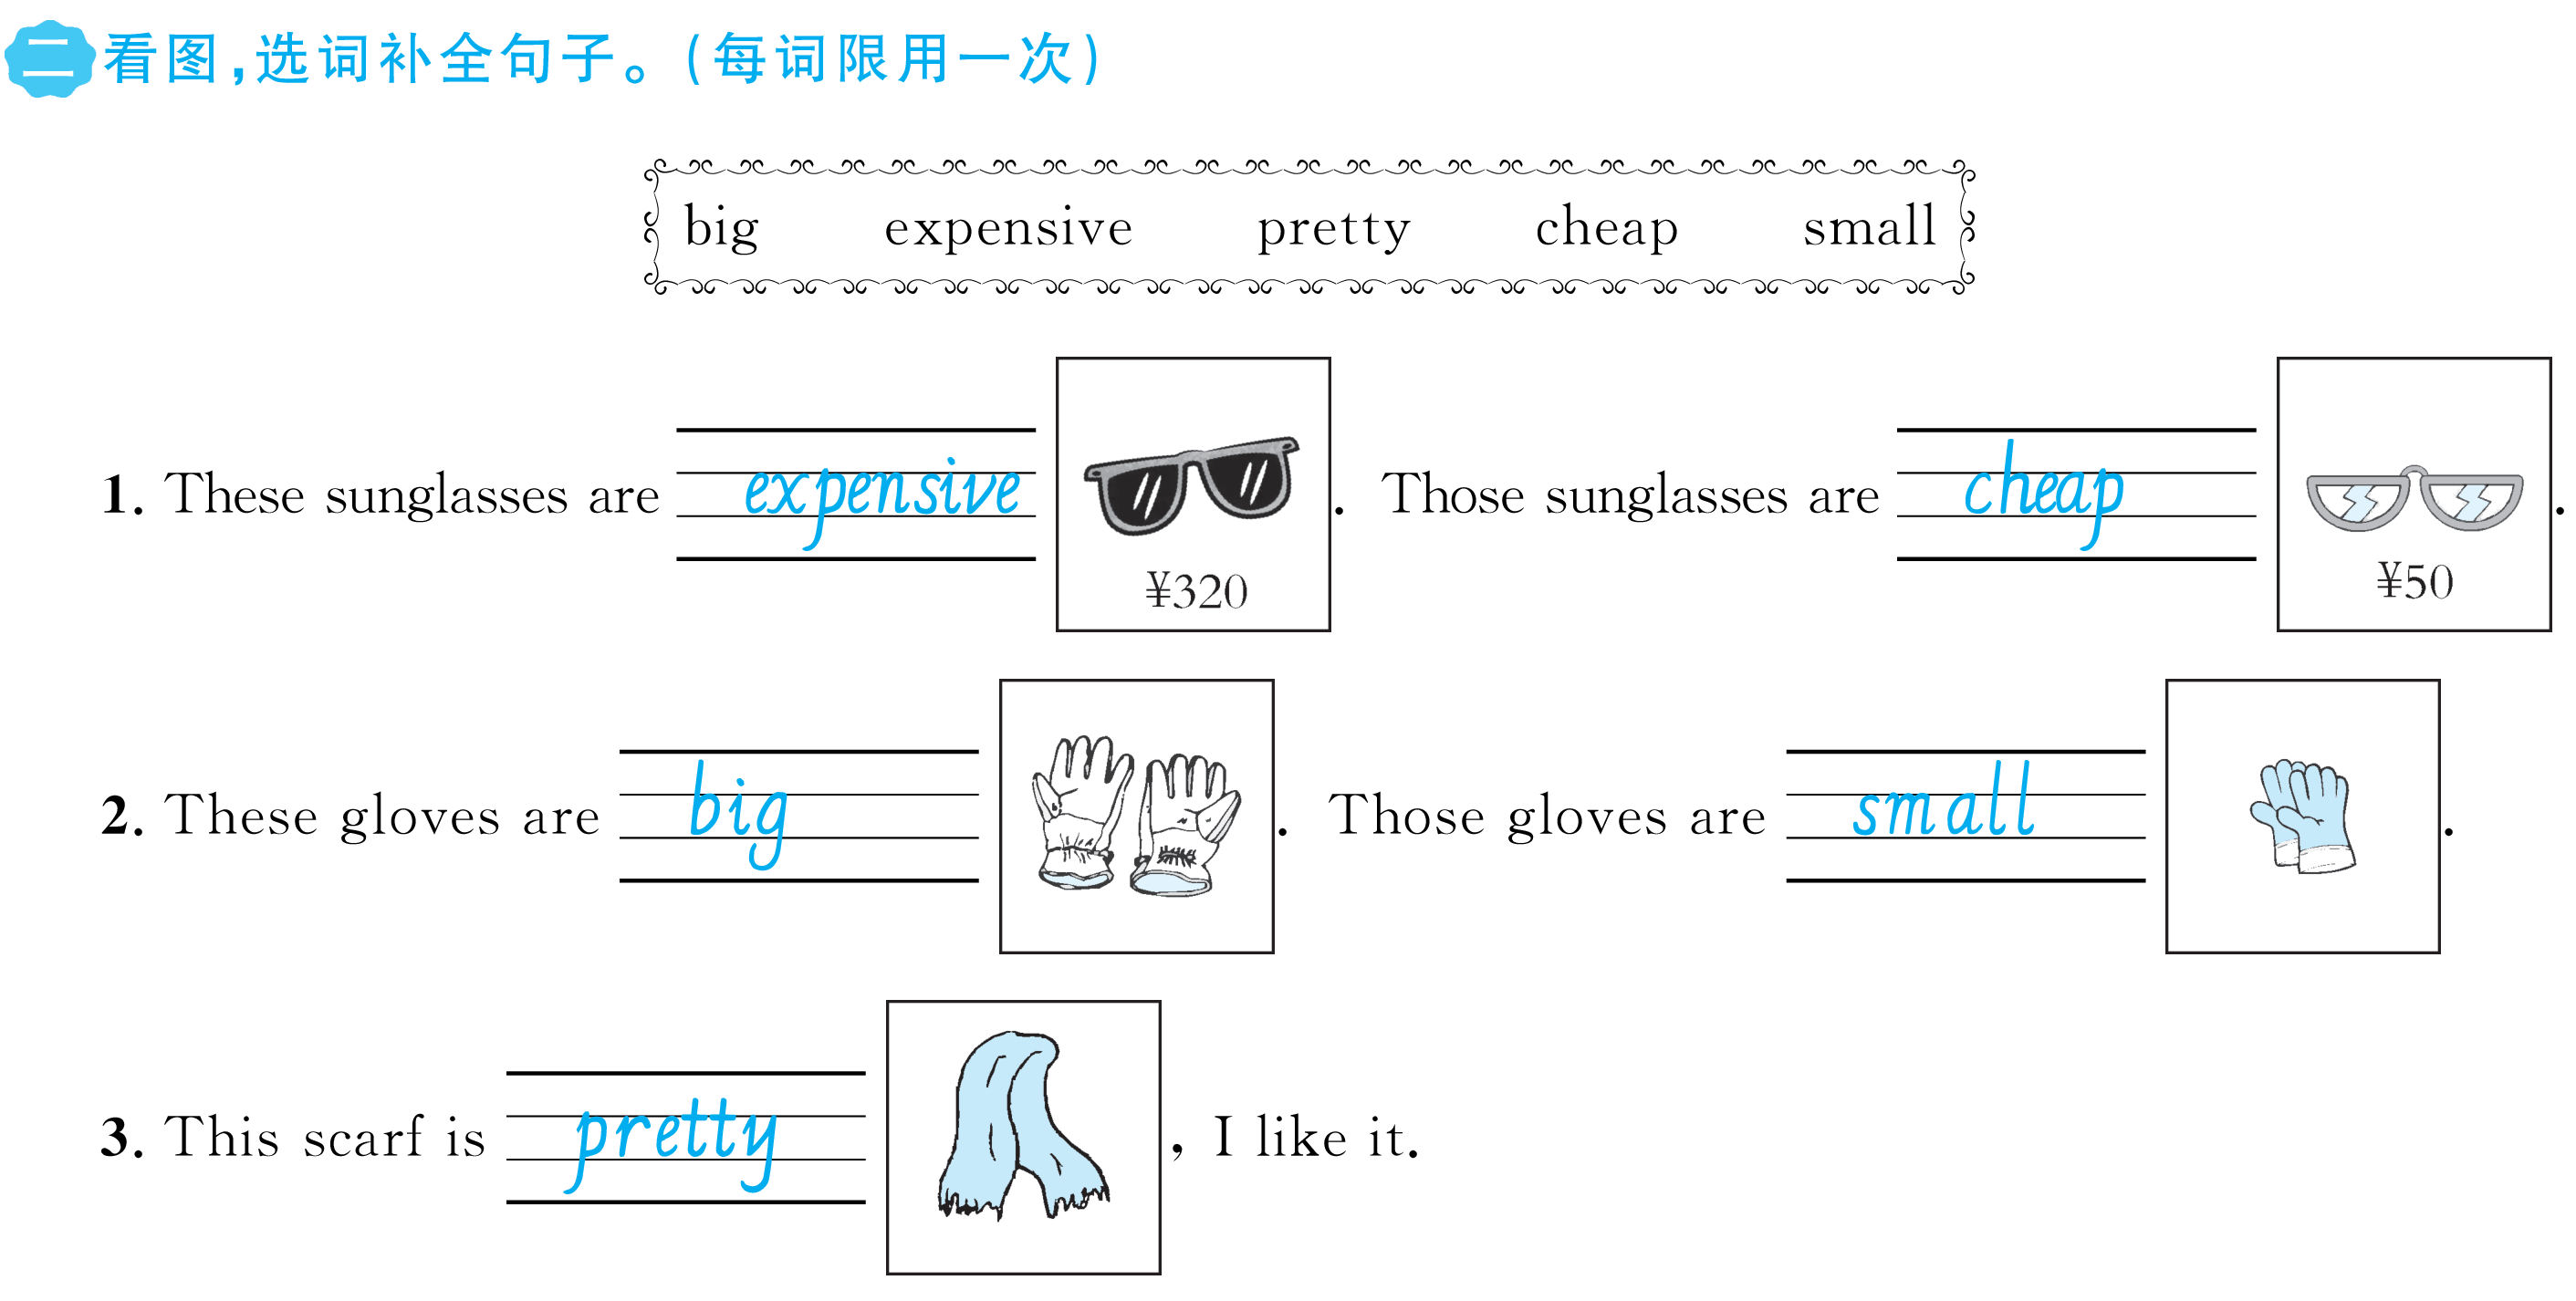 二 看图,选词补全句子。(每词限用一次)
big expensive pretty cheap small
1. These sunglasses are expensive ¥320 . Those sunglasses are cheap ¥50 .
2. These gloves are big . Those gloves are small .
3. This scarf is pretty , I like it.